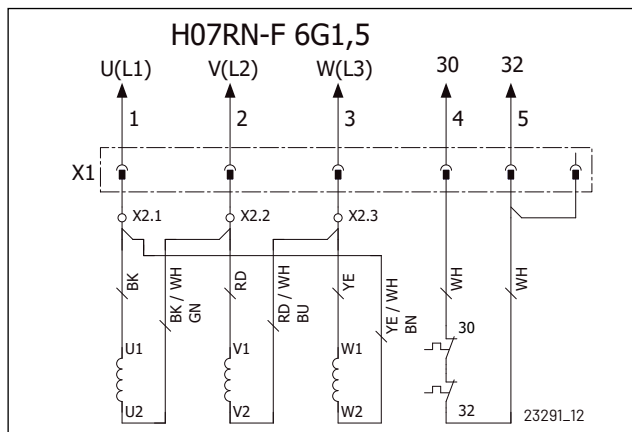 H07RN-F 6G1,5
U(L1) V(L2) W(L3) 30 32
1 2 3 4 5
X1
X2.1 X2.2 X2.3
BK
BK / WH
GN
RD
RD / WH
BU
YE
YE / WH
BN
WH
WH
U1 V1 W1 30
U2 V2 W2 32
23291_12